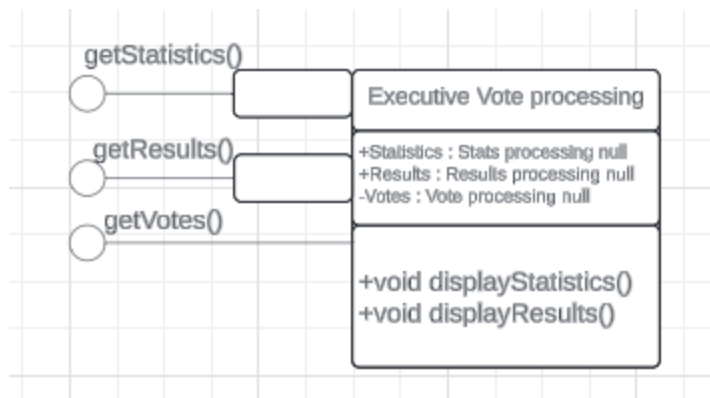 getStatistics()
Executive Vote processing
getResults()
+Statistics : Stats processing null
+Results : Results processing null
-Votes : Vote processing null
getVotes()
+void displayStatistics()
+void displayResults()